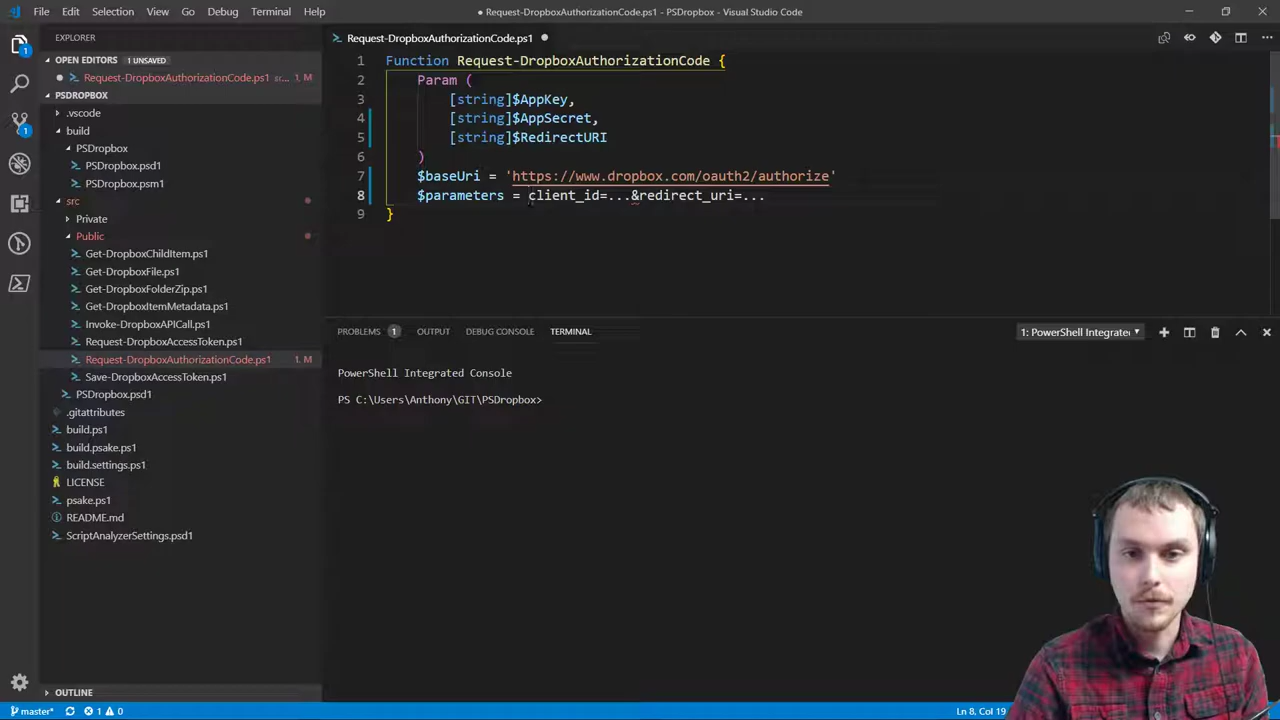 File Edit Selection View Go Debug Terminal Help
● Request-DropboxAuthorizationCode.ps1 - PSDropbox - Visual Studio Code
EXPLORER
OPEN EDITORS 1 UNSAVED
● Request-DropboxAuthorizationCode.ps1 sr... 1, M
PSDROPBOX
.vscode
build
PSDropbox
PSDropbox.psd1
PSDropbox.psm1
src
Private
Public
Get-DropboxChildItem.ps1
Get-DropboxFile.ps1
Get-DropboxFolderZip.ps1
Get-DropboxItemMetadata.ps1
Invoke-DropboxAPICall.ps1
Request-DropboxAccessToken.ps1
Request-DropboxAuthorizationCode.ps1 1, M
Save-DropboxAccessToken.ps1
PSDropbox.psd1
.gitattributes
build.ps1
build.psake.ps1
build.settings.ps1
LICENSE
psake.ps1
README.md
ScriptAnalyzerSettings.psd1
OUTLINE
Request-DropboxAuthorizationCode.ps1 ●
1 Function Request-DropboxAuthorizationCode {
2 Param (
3 [string]$AppKey,
4 [string]$AppSecret,
5 [string]$RedirectURI
6 )
7 $baseUri = 'https://www.dropbox.com/oauth2/authorize'
8 $parameters = client_id=...&redirect_uri=...
9 }
PROBLEMS 1 OUTPUT DEBUG CONSOLE TERMINAL
1: PowerShell Integrate
PowerShell Integrated Console
PS C:\Users\Anthony\GIT\PSDropbox>
master* 1 0
Ln 8, Col 19